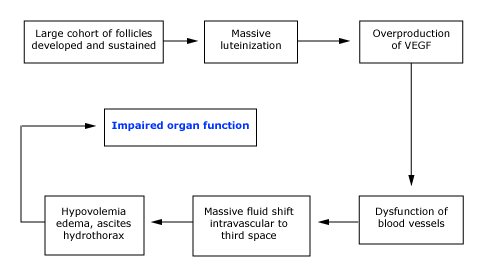 Large cohort of follicles
developed and sustained
Massive
luteinization
Overproduction
of VEGF
Dysfunction of
blood vessels
Massive fluid shift
intravascular to
third space
Hypovolemia
edema, ascites
hydrothorax
Impaired organ function